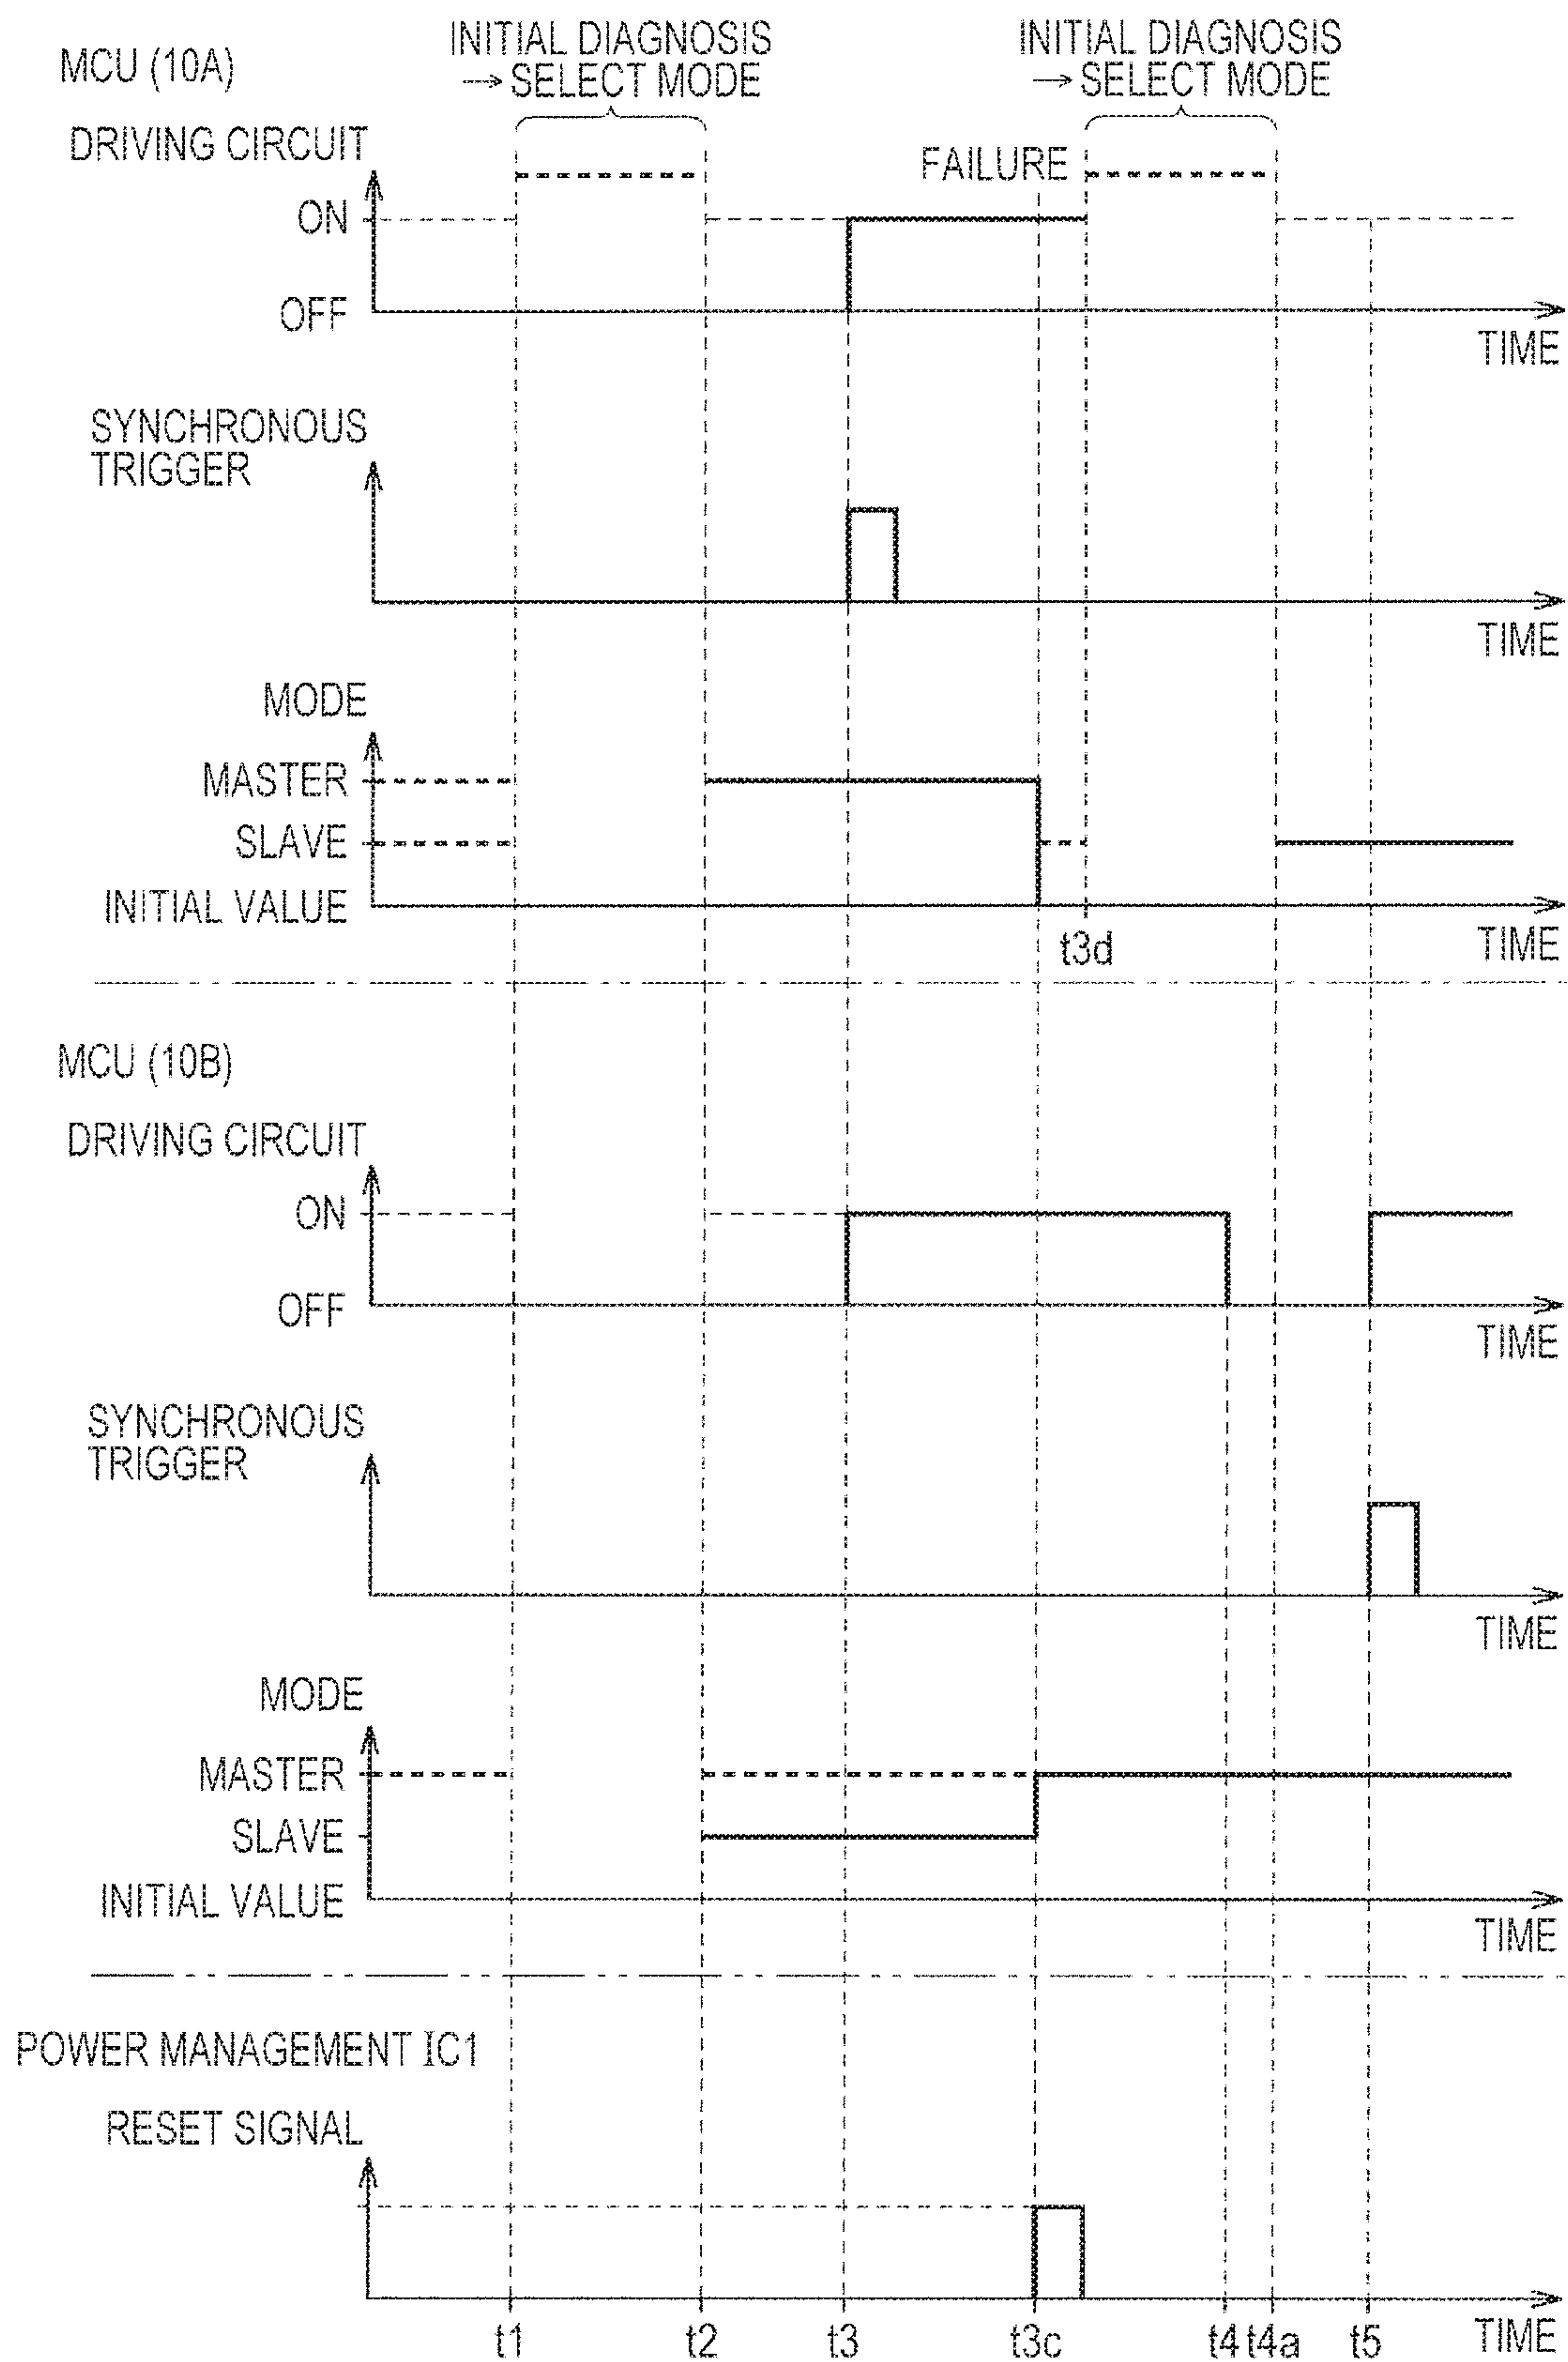 MCU (10A)
INITIAL DIAGNOSIS
→ SELECT MODE
INITIAL DIAGNOSIS
→ SELECT MODE
DRIVING CIRCUIT
FAILURE
ON
OFF
TIME
SYNCHRONOUS
TRIGGER
TIME
MODE
MASTER
SLAVE
INITIAL VALUE
t3d
TIME
MCU (10B)
DRIVING CIRCUIT
ON
OFF
TIME
SYNCHRONOUS
TRIGGER
TIME
MODE
MASTER
SLAVE
INITIAL VALUE
TIME
POWER MANAGEMENT IC1
RESET SIGNAL
t1 t2 t3 t3c t4 t4a t5 TIME